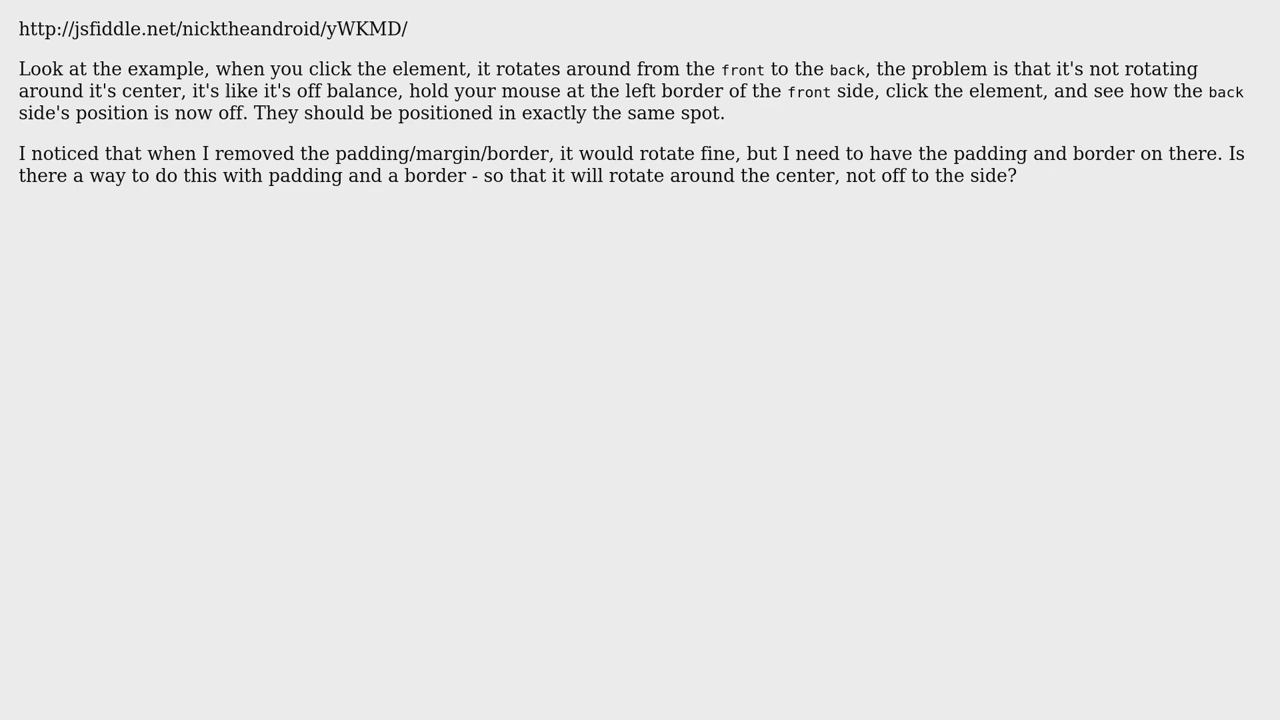 http://jsfiddle.net/nicktheandroid/yWKMD/
Look at the example, when you click the element, it rotates around from the front to the back, the problem is that it's not rotating
around it's center, it's like it's off balance, hold your mouse at the left border of the front side, click the element, and see how the back
side's position is now off. They should be positioned in exactly the same spot.
I noticed that when I removed the padding/margin/border, it would rotate fine, but I need to have the padding and border on there. Is
there a way to do this with padding and a border - so that it will rotate around the center, not off to the side?